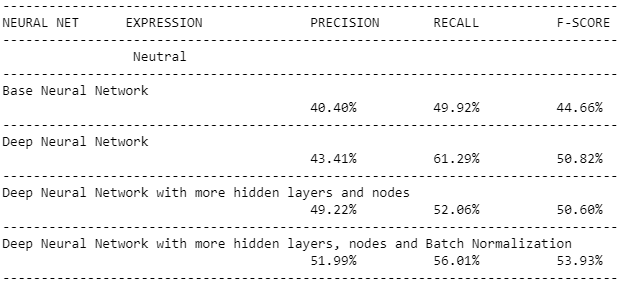 NEURAL NET EXPRESSION PRECISION RECALL F-SCORE
Neutral
Base Neural Network
40.40% 49.92% 44.66%
Deep Neural Network
43.41% 61.29% 50.82%
Deep Neural Network with more hidden layers and nodes
49.22% 52.06% 50.60%
Deep Neural Network with more hidden layers, nodes and Batch Normalization
51.99% 56.01% 53.93%